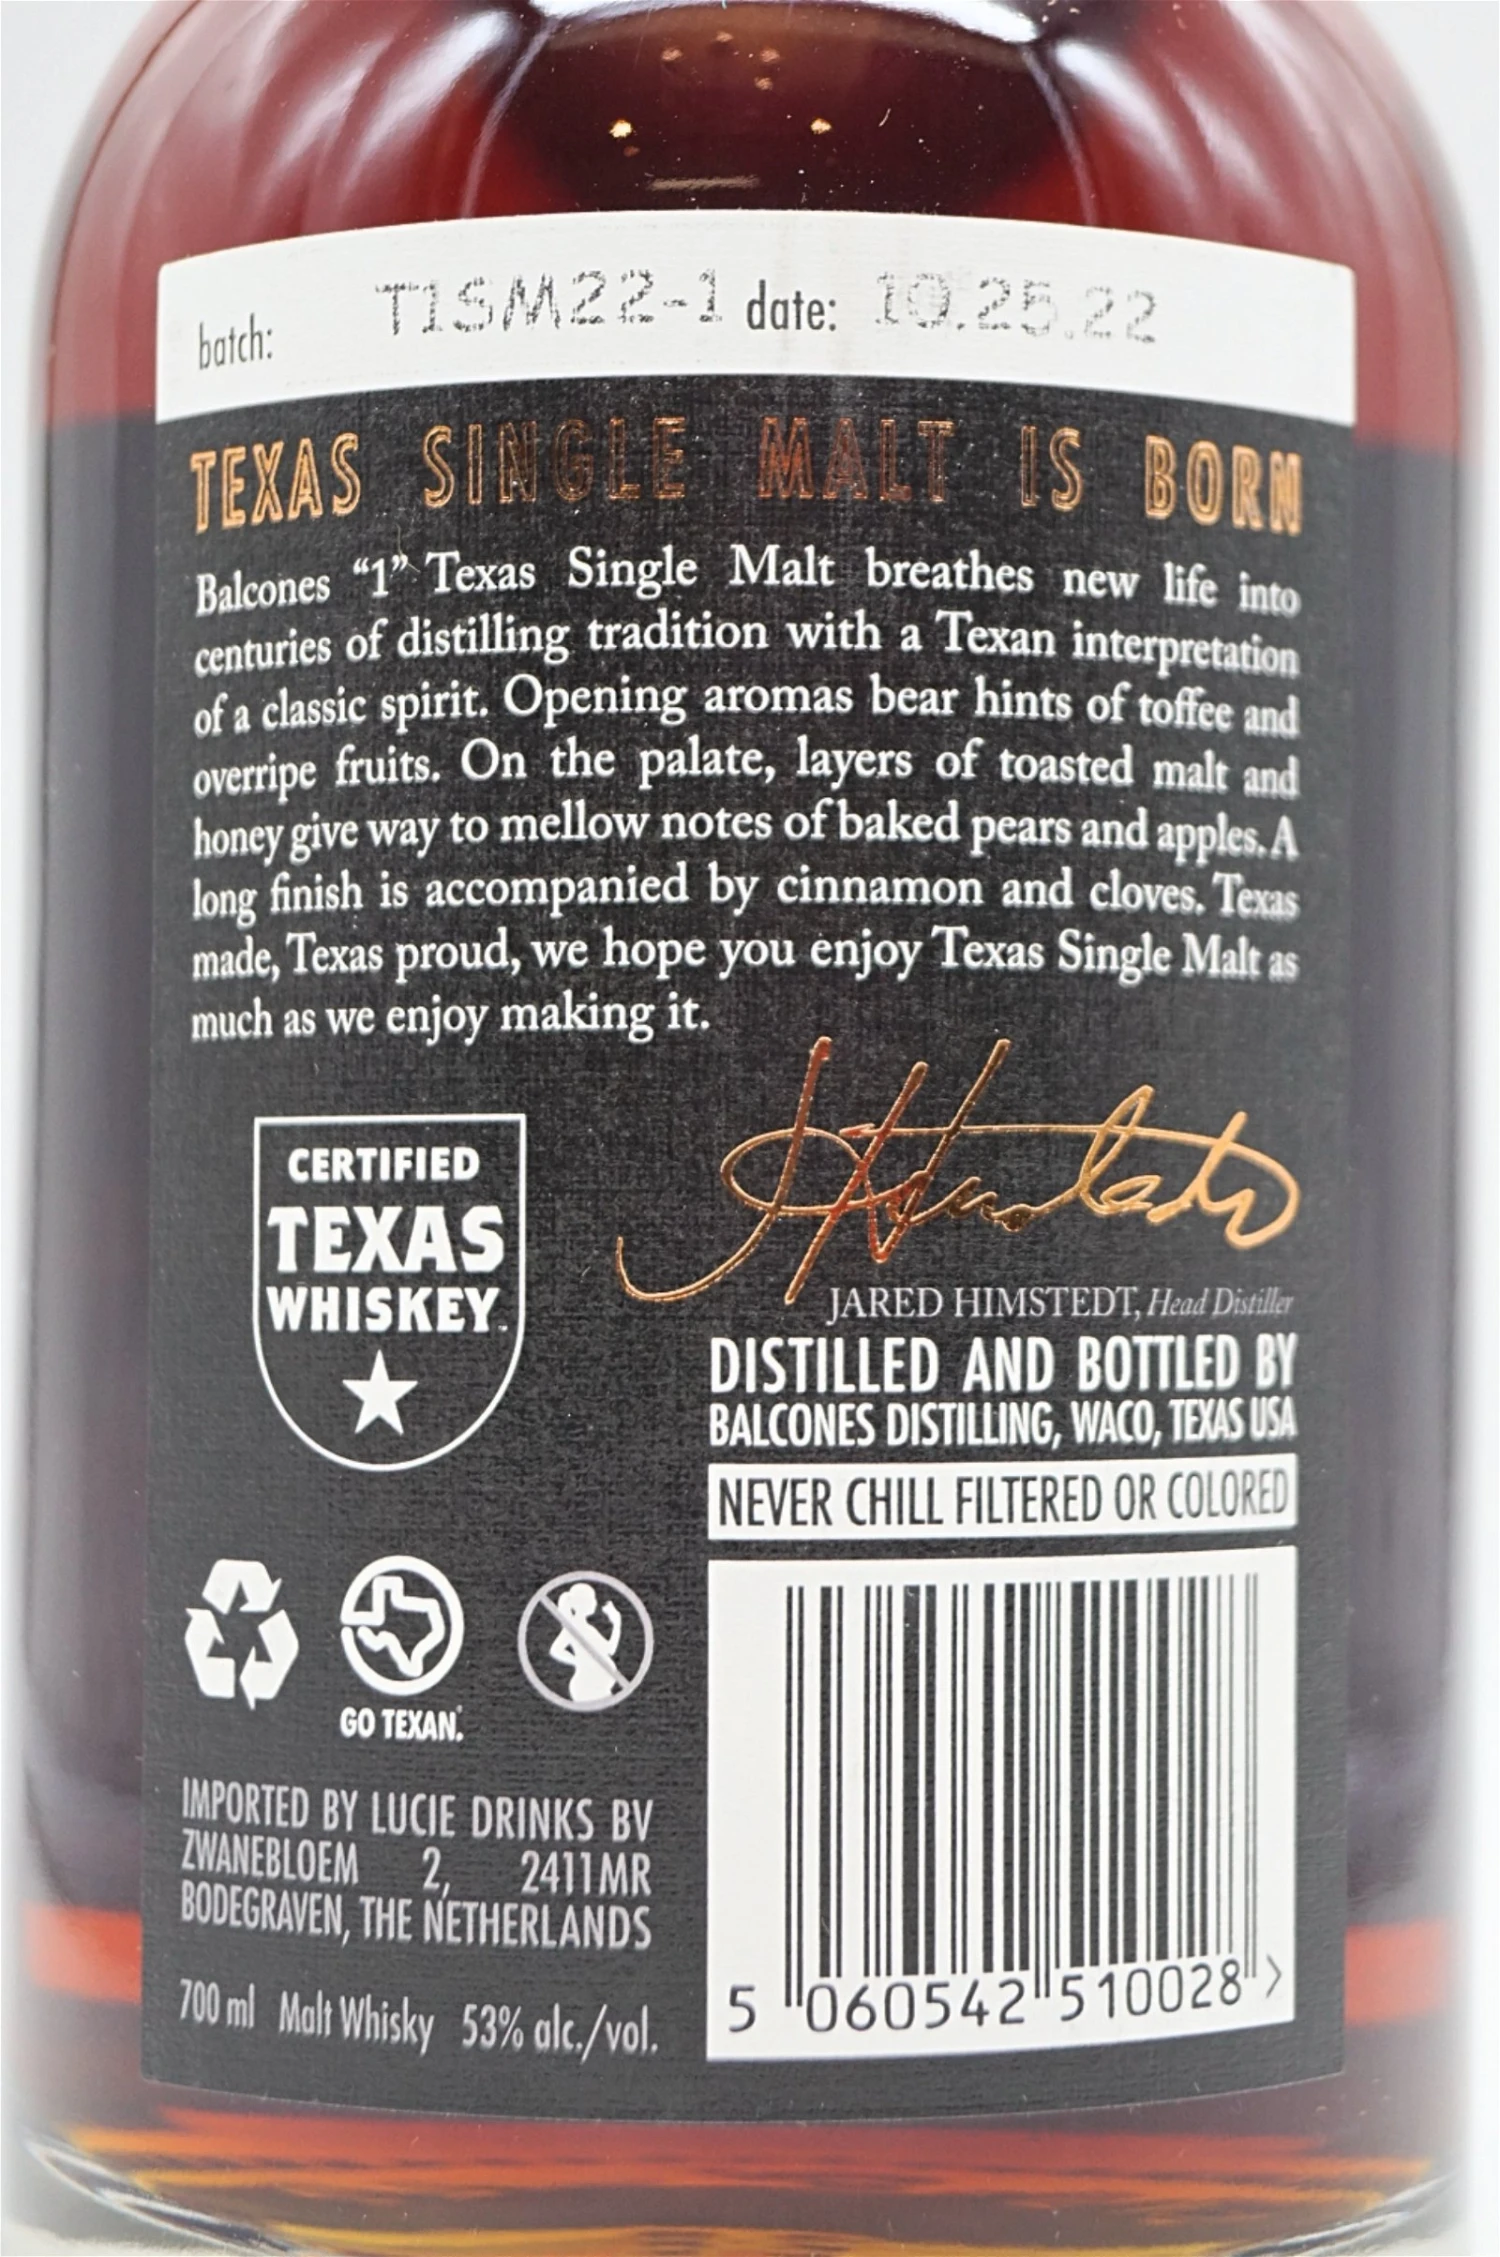 batch: T1SM22-1 date: 10.25.22
TEXAS SINGLE MALT IS BORN
Balcones “1” Texas Single Malt breathes new life into
centuries of distilling tradition with a Texan interpretation
of a classic spirit. Opening aromas bear hints of toffee and
overripe fruits. On the palate, layers of toasted malt and
honey give way to mellow notes of baked pears and apples. A
long finish is accompanied by cinnamon and cloves. Texas
made, Texas proud, we hope you enjoy Texas Single Malt as
much as we enjoy making it.
CERTIFIED
TEXAS
WHISKEY
JARED HIMSTEDT, Head Distiller
DISTILLED AND BOTTLED BY
BALCONES DISTILLING, WACO, TEXAS USA
NEVER CHILL FILTERED OR COLORED
GO TEXAN.
IMPORTED BY LUCIE DRINKS BV
ZWANEBLOEM 2, 2411MR
BODEGRAVEN, THE NETHERLANDS
700 ml Malt Whisky 53% alc./vol.
5 060542 510028 >